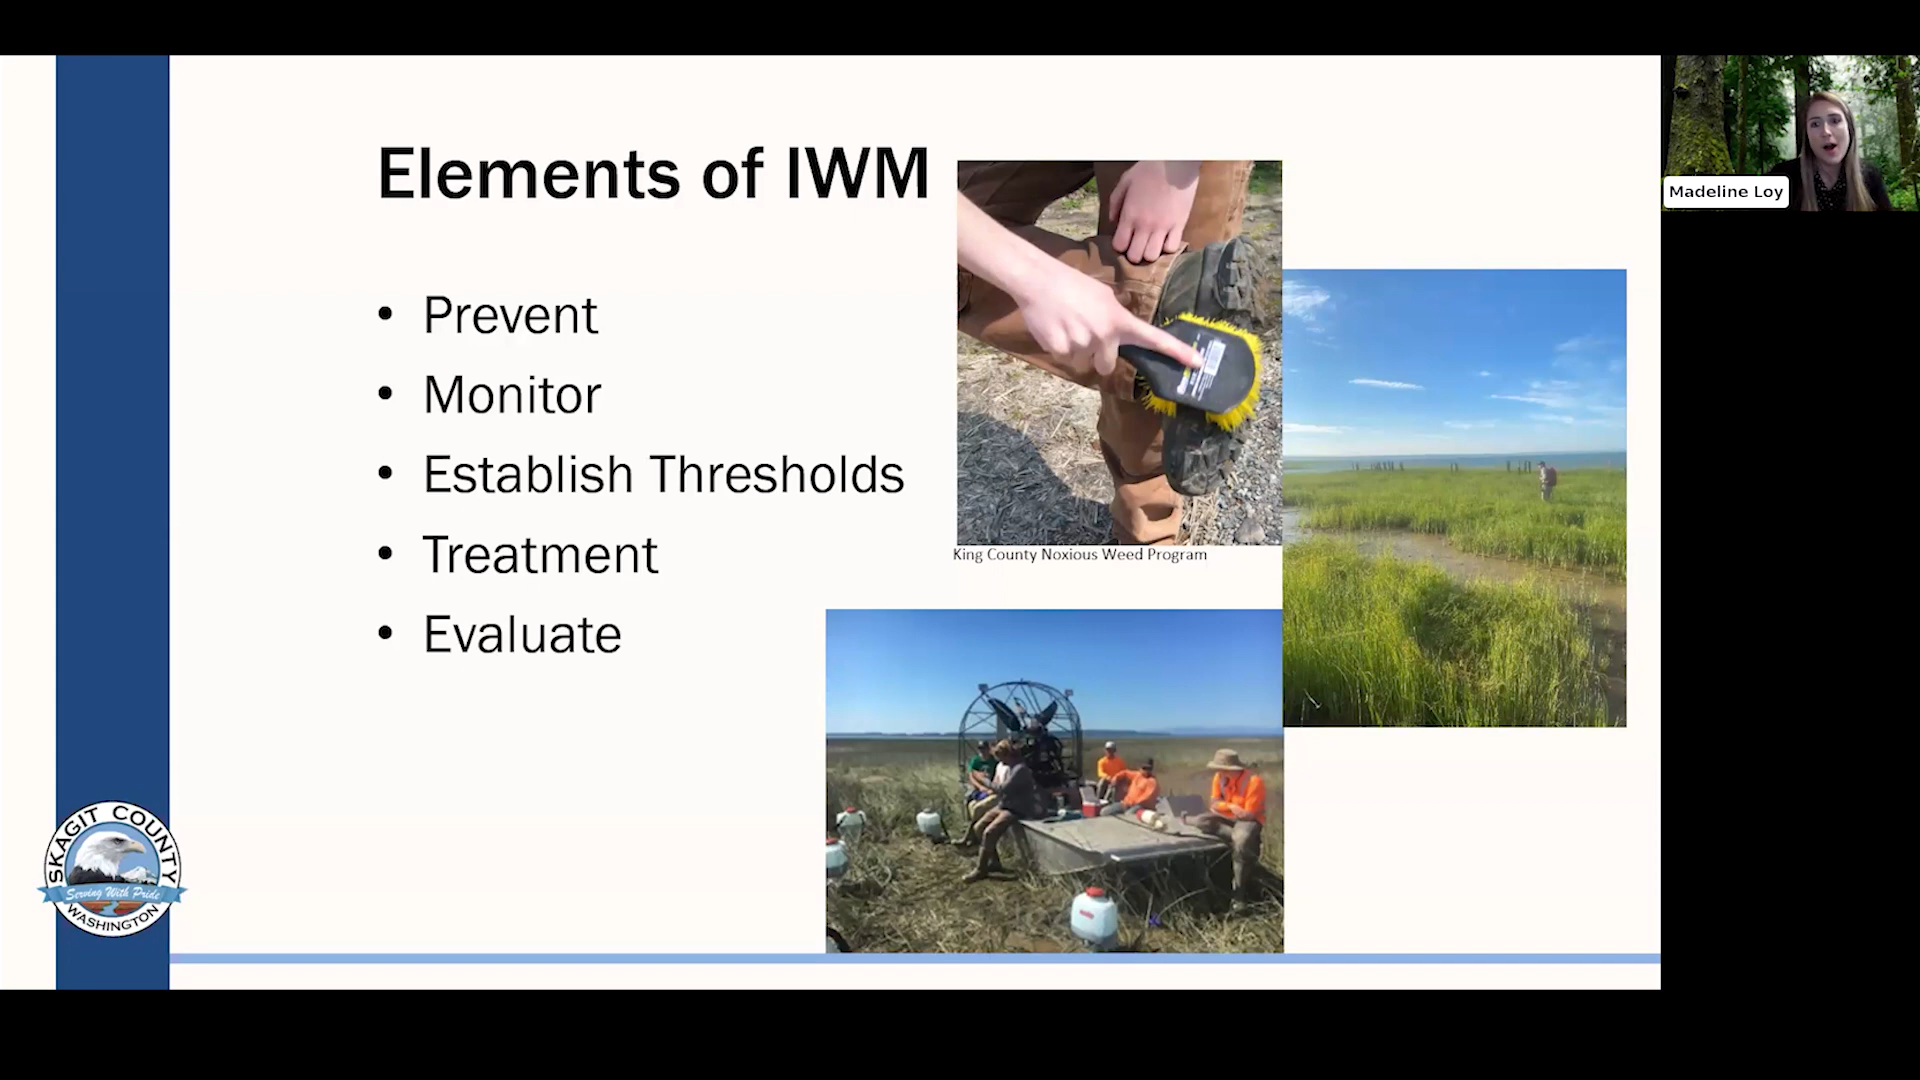 Elements of IWM
• Prevent
• Monitor
• Establish Thresholds
• Treatment
• Evaluate
King County Noxious Weed Program
SKAGIT COUNTY
Serving With Pride
WASHINGTON
Madeline Loy